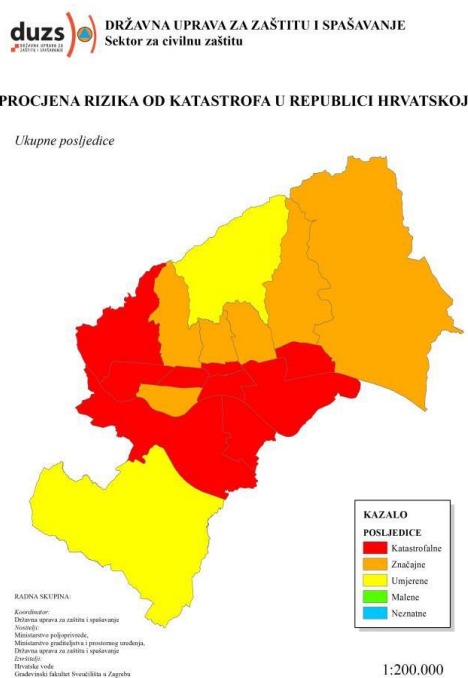 duzs
DRŽAVNA UPRAVA ZA
ZAŠTITU I SPAŠAVANJE
DRŽAVNA UPRAVA ZA ZAŠTITU I SPAŠAVANJE
Sektor za civilnu zaštitu
PROCJENA RIZIKA OD KATASTROFA U REPUBLICI HRVATSKOJ
Ukupne posljedice
KAZALO
POSLJEDICE
Katastrofalne
Značajne
Umjerene
Malene
Neznatne
RADNA SKUPINA:
Koordinator:
Državna uprava za zaštitu i spašavanje
Nositelji:
Ministarstvo poljoprivrede,
Ministarstvo graditeljstva i prostornog uređenja,
Državna uprava za zaštitu i spašavanje
Izvršitelji:
Hrvatske vode
Građevinski fakultet Sveučilišta u Zagrebu
1:200.000